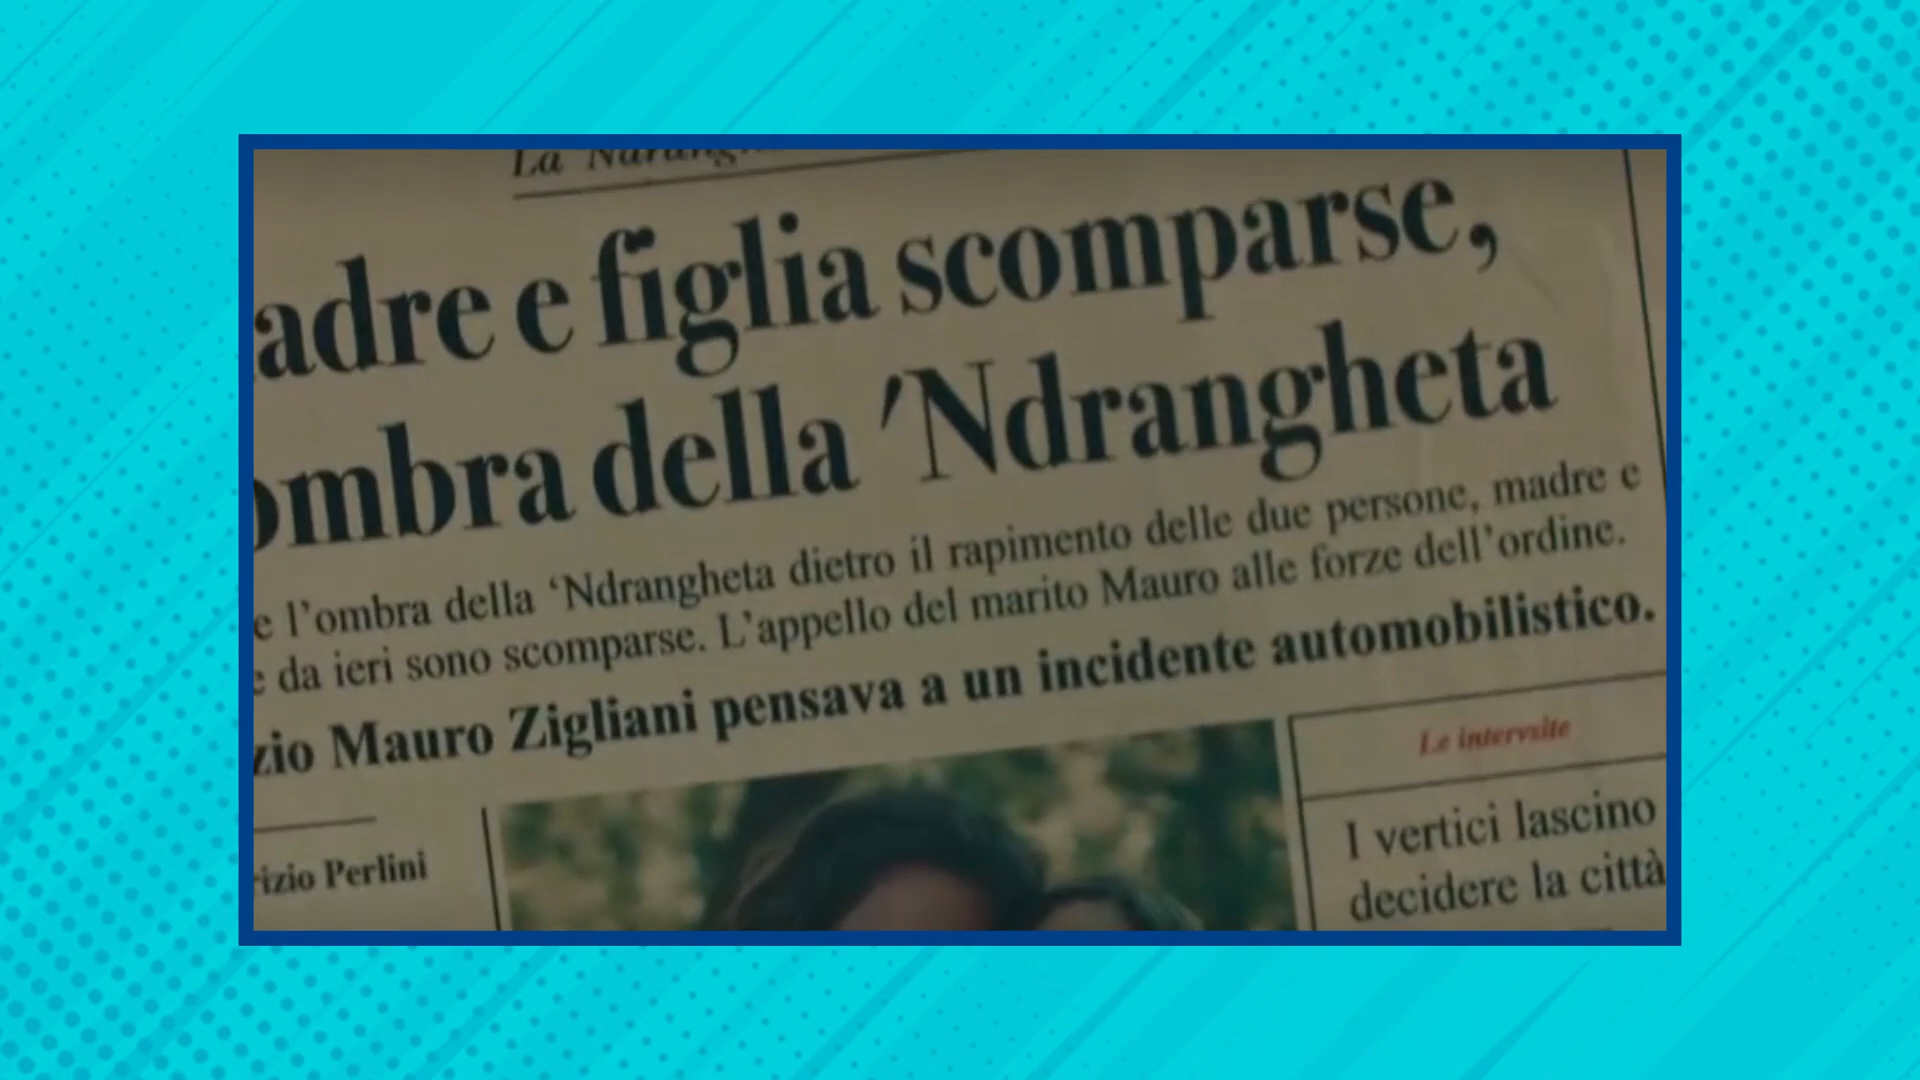 La 'Ndrangh
adre e figlia scomparse,
ombra della 'Ndrangheta
e l'ombra della 'Ndrangheta dietro il rapimento delle due persone, madre e
e da ieri sono scomparse. L'appello del marito Mauro alle forze dell'ordine.
zio Mauro Zigliani pensava a un incidente automobilistico.
rizio Perlini
Le intervsite
I vertici lascino
decidere la città